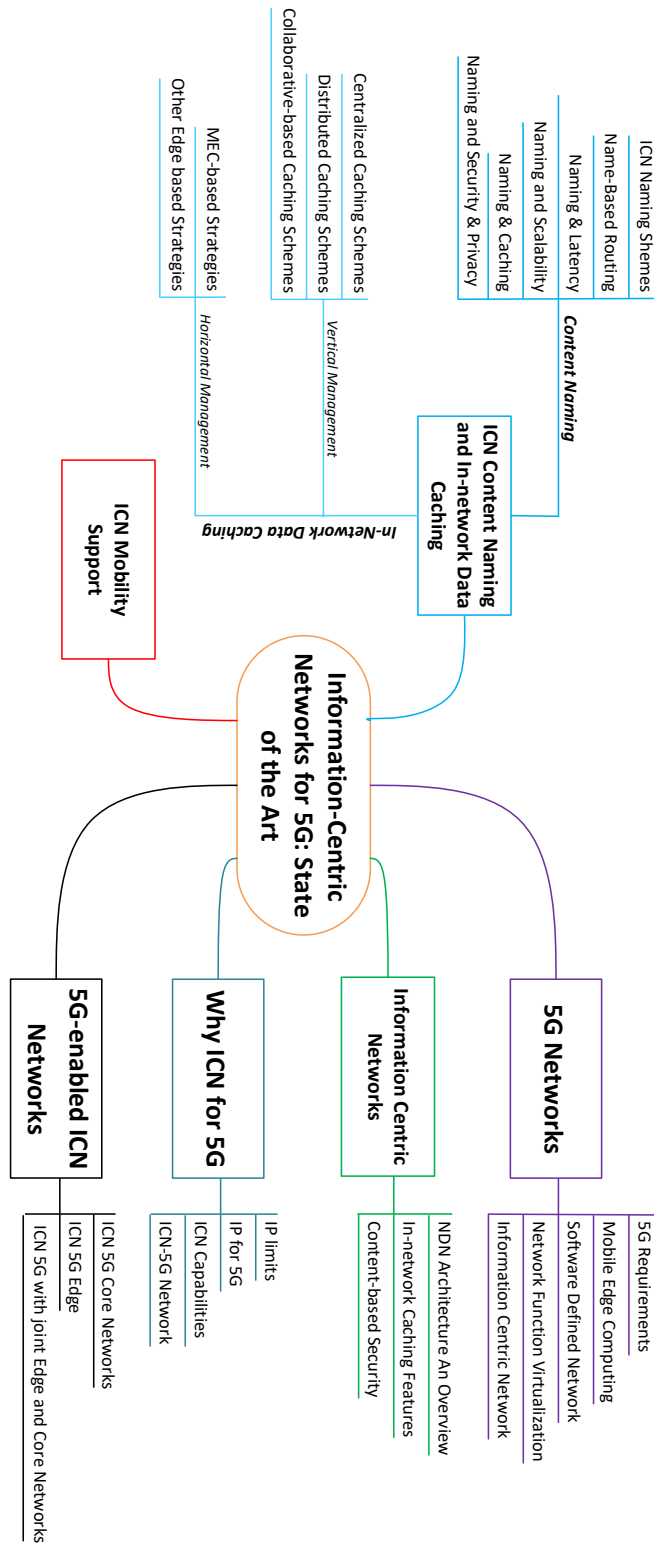 Information-Centric
Networks for 5G: State
of the Art
5G Networks
5G Requirements
Mobile Edge Computing
Software Defined Network
Network Function Virtualization
Information Centric Network
Information Centric
Networks
NDN Architecture An Overview
In-network Caching Features
Content-based Security
Why ICN for 5G
IP limits
IP for 5G
ICN Capabilities
ICN-5G Network
5G-enabled ICN
Networks
ICN 5G Core Networks
ICN 5G Edge
ICN 5G with joint Edge and Core Networks
ICN Content Naming
and In-network Data
Caching
Content Naming
ICN Naming Shemes
Name-Based Routing
Naming & Latency
Naming and Scalability
Naming & Caching
Naming and Security & Privacy
In-Network Data Caching
Vertical Management
Centralized Caching Schemes
Distributed Caching Schemes
Collaborative-based Caching Schemes
Horizontal Management
MEC-based Strategies
Other Edge based Strategies
ICN Mobility
Support